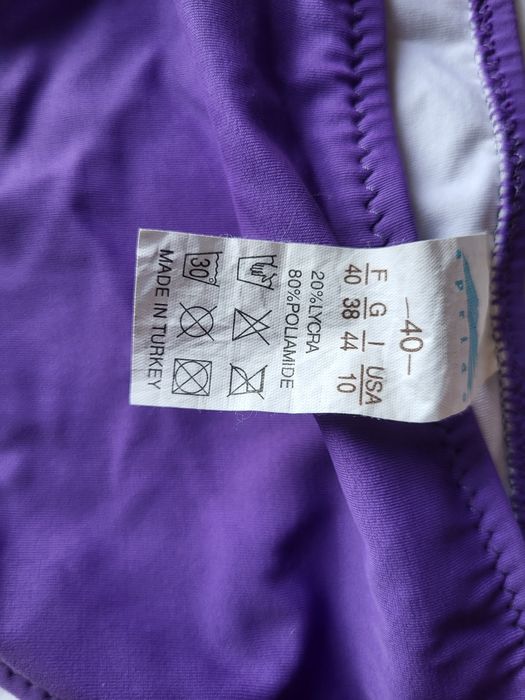 —40—
F G I USA
40 38 44 10
20%LYCRA
80%POLIAMIDE
30°
MADE IN TURKEY